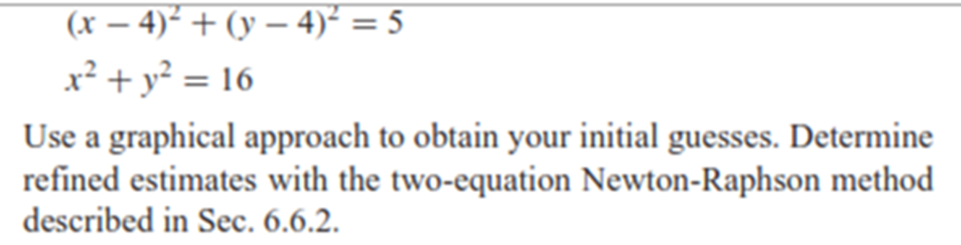 (x – 4)² + (y – 4)² = 5
x² + y² = 16
Use a graphical approach to obtain your initial guesses. Determine
refined estimates with the two-equation Newton-Raphson method
described in Sec. 6.6.2.